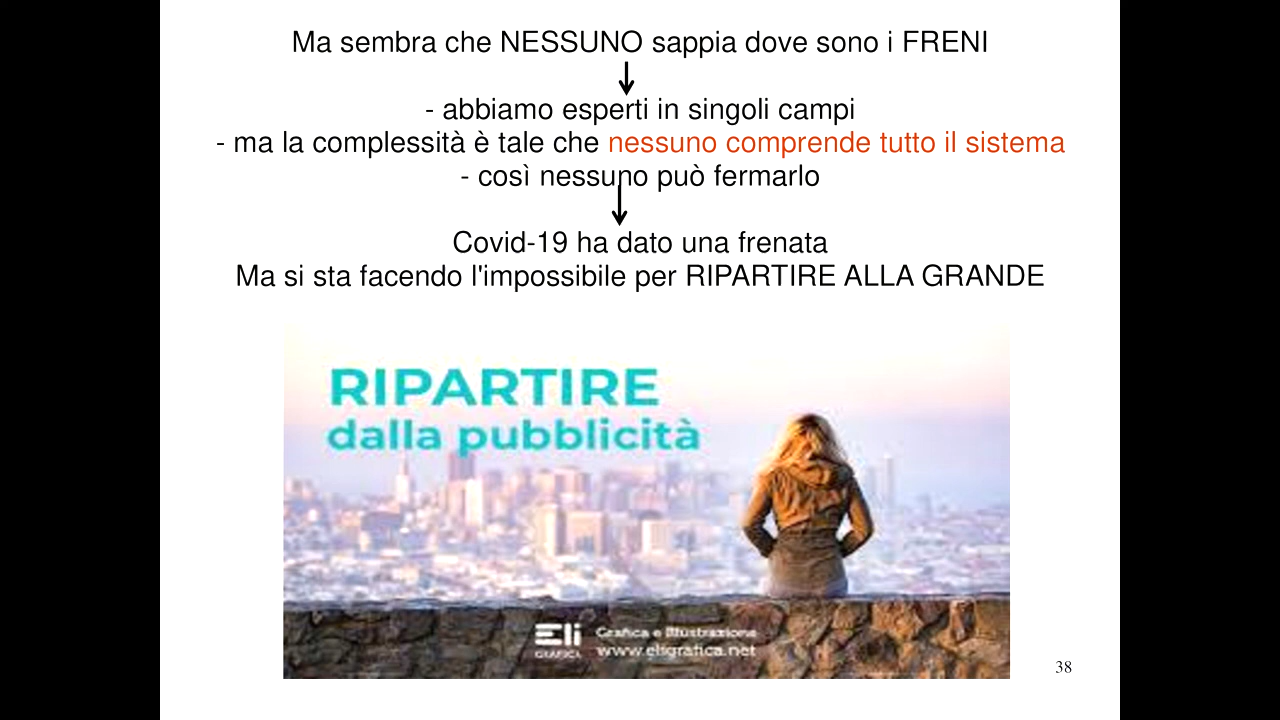 Ma sembra che NESSUNO sappia dove sono i FRENI
- abbiamo esperti in singoli campi
- ma la complessità è tale che nessuno comprende tutto il sistema
- così nessuno può fermarlo
Covid-19 ha dato una frenata
Ma si sta facendo l'impossibile per RIPARTIRE ALLA GRANDE
RIPARTIRE
dalla pubblicità
Eli
GRAFICA
Grafica e Illustrazione
www.eligrafica.net
38